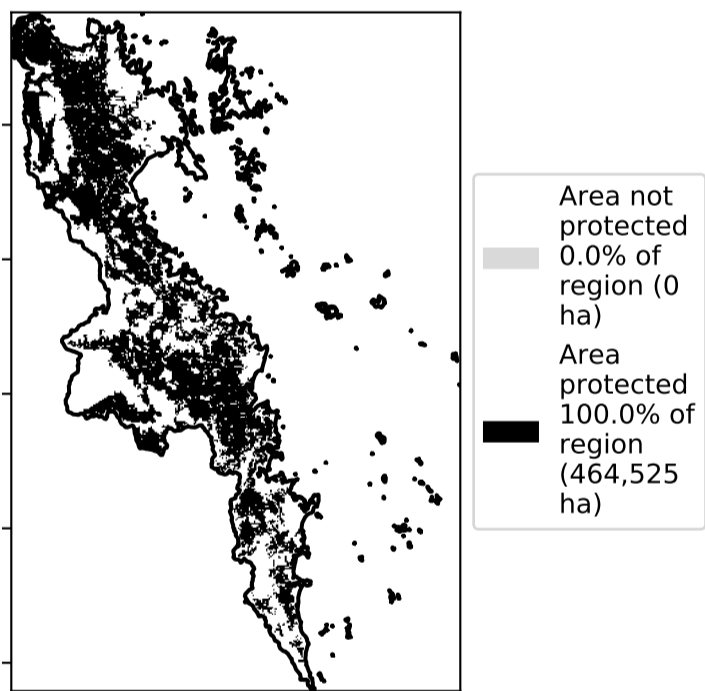 Area not
protected
0.0% of
region (0
ha)
Area
protected
100.0% of
region
(464,525
ha)